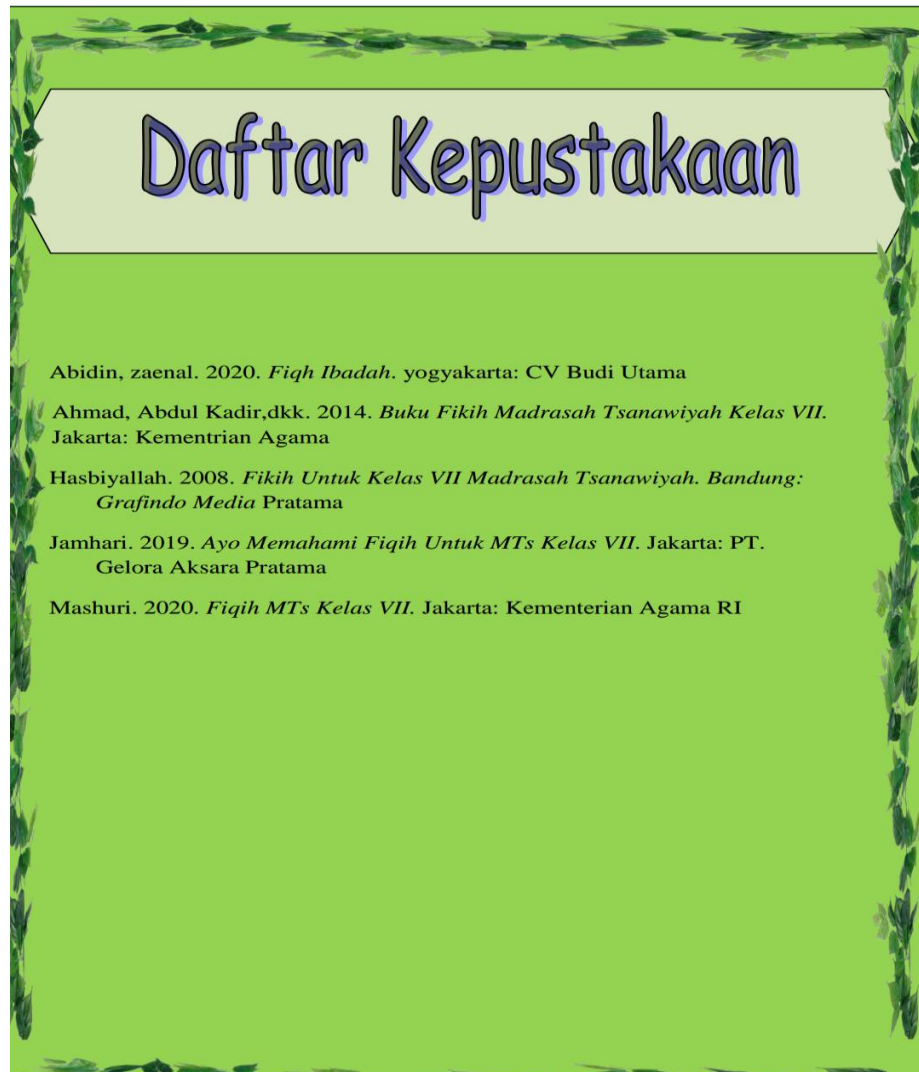 Daftar Kepustakaan
Abidin, zaenal. 2020. Fiqh Ibadah. yogyakarta: CV Budi Utama
Ahmad, Abdul Kadir,dkk. 2014. Buku Fikih Madrasah Tsanawiyah Kelas VII.
Jakarta: Kementrian Agama
Hasbiyallah. 2008. Fikih Untuk Kelas VII Madrasah Tsanawiyah. Bandung:
Grafindo Media Pratama
Jamhari. 2019. Ayo Memahami Fiqih Untuk MTs Kelas VII. Jakarta: PT.
Gelora Aksara Pratama
Mashuri. 2020. Fiqih MTs Kelas VII. Jakarta: Kementerian Agama RI